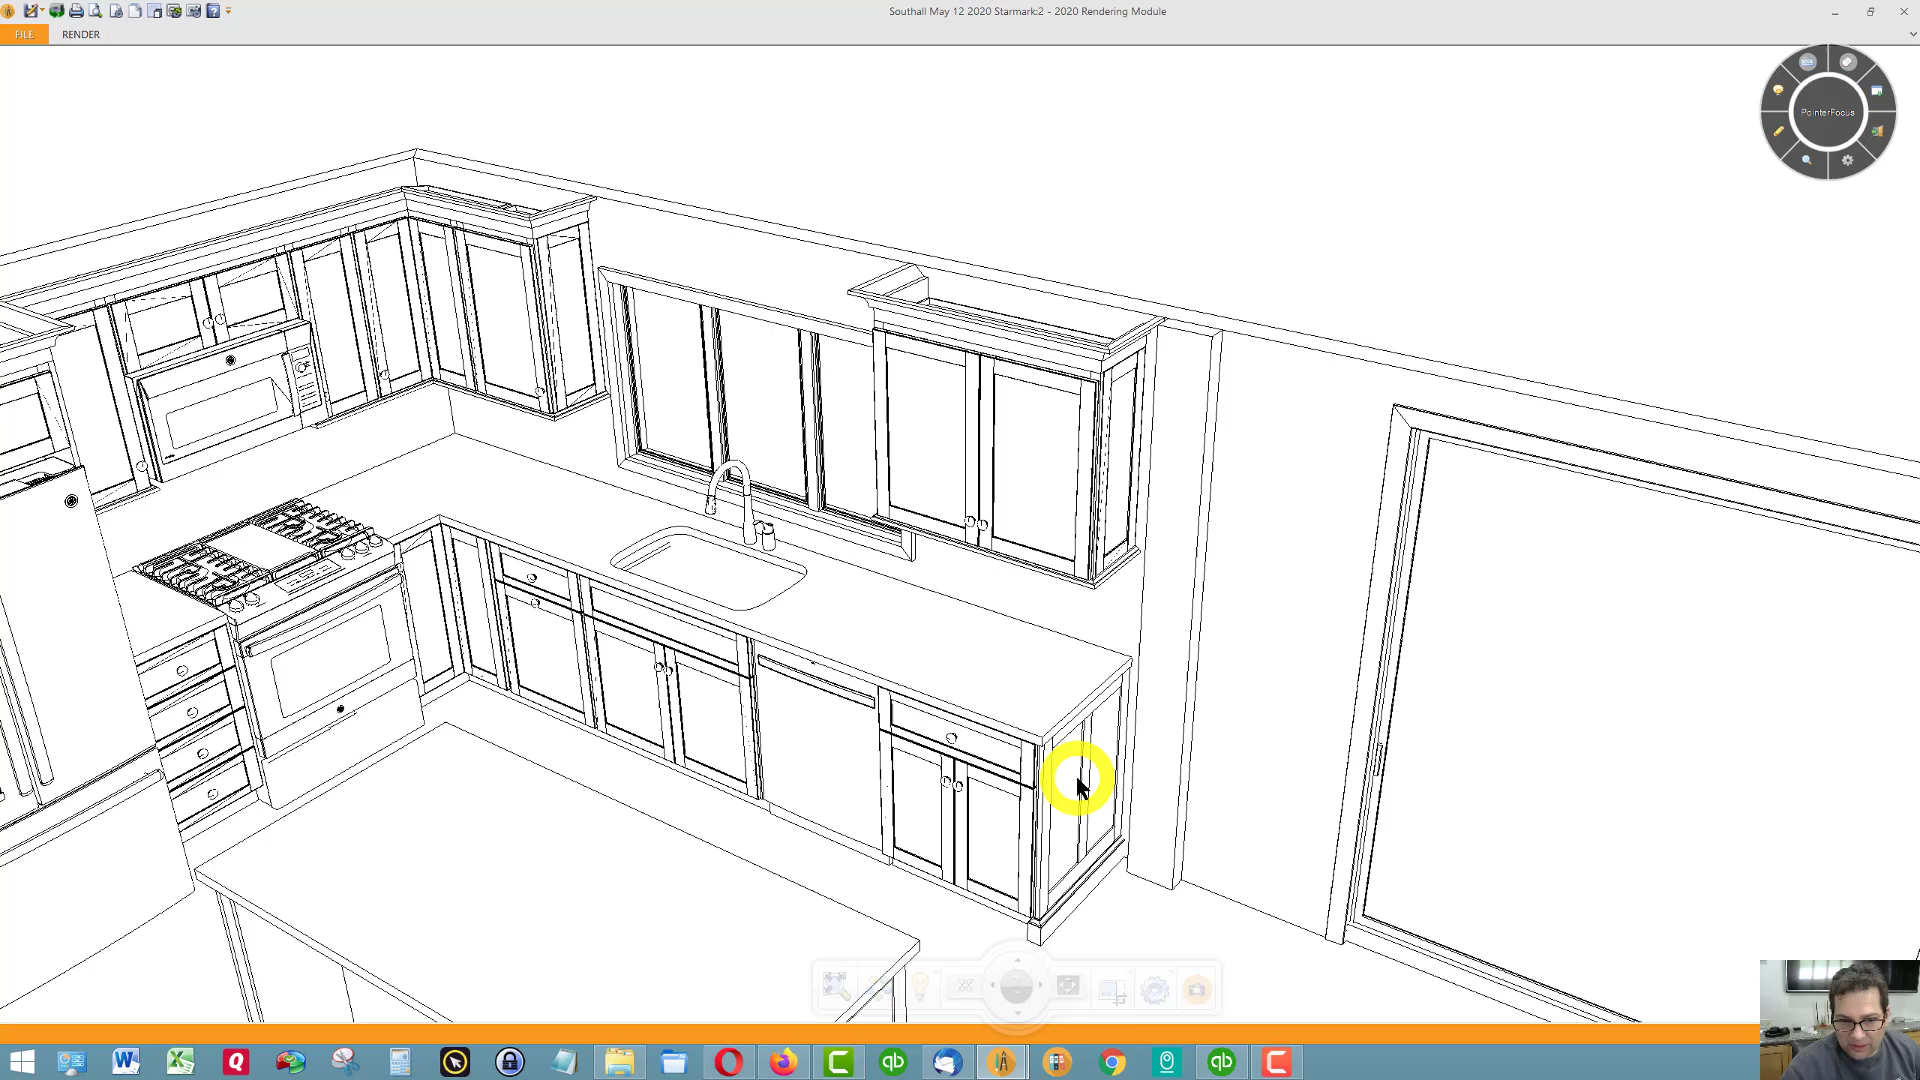 Southall May 12 2020 Starmark:2 - 2020 Rendering Module
FILE
RENDER
PointerFocus